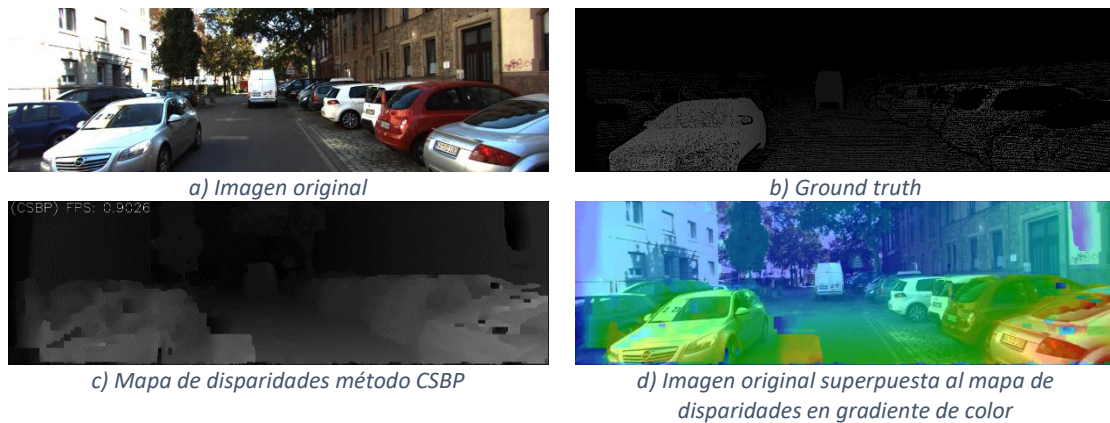 a) Imagen original
b) Ground truth
(CSBP) FPS: 0.9026
c) Mapa de disparidades método CSBP
d) Imagen original superpuesta al mapa de
disparidades en gradiente de color